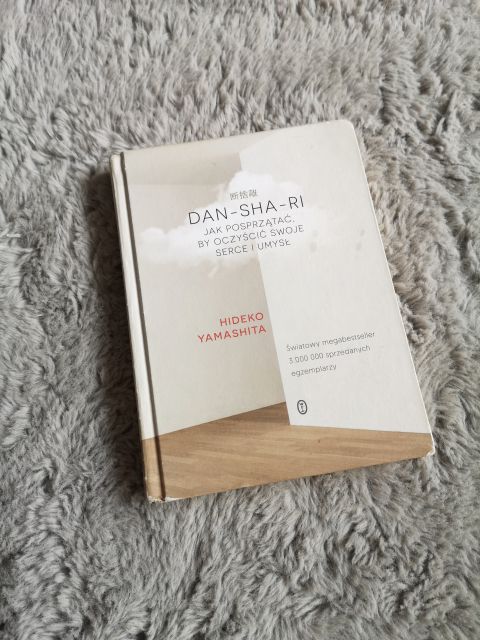 断捨離
DAN-SHA-RI
JAK POSPRZĄTAĆ,
BY OCZYŚCIĆ SWOJE
SERCE I UMYSŁ
HIDEKO
YAMASHITA
Światowy megabestseller
3 000 000 sprzedanych
egzemplarzy